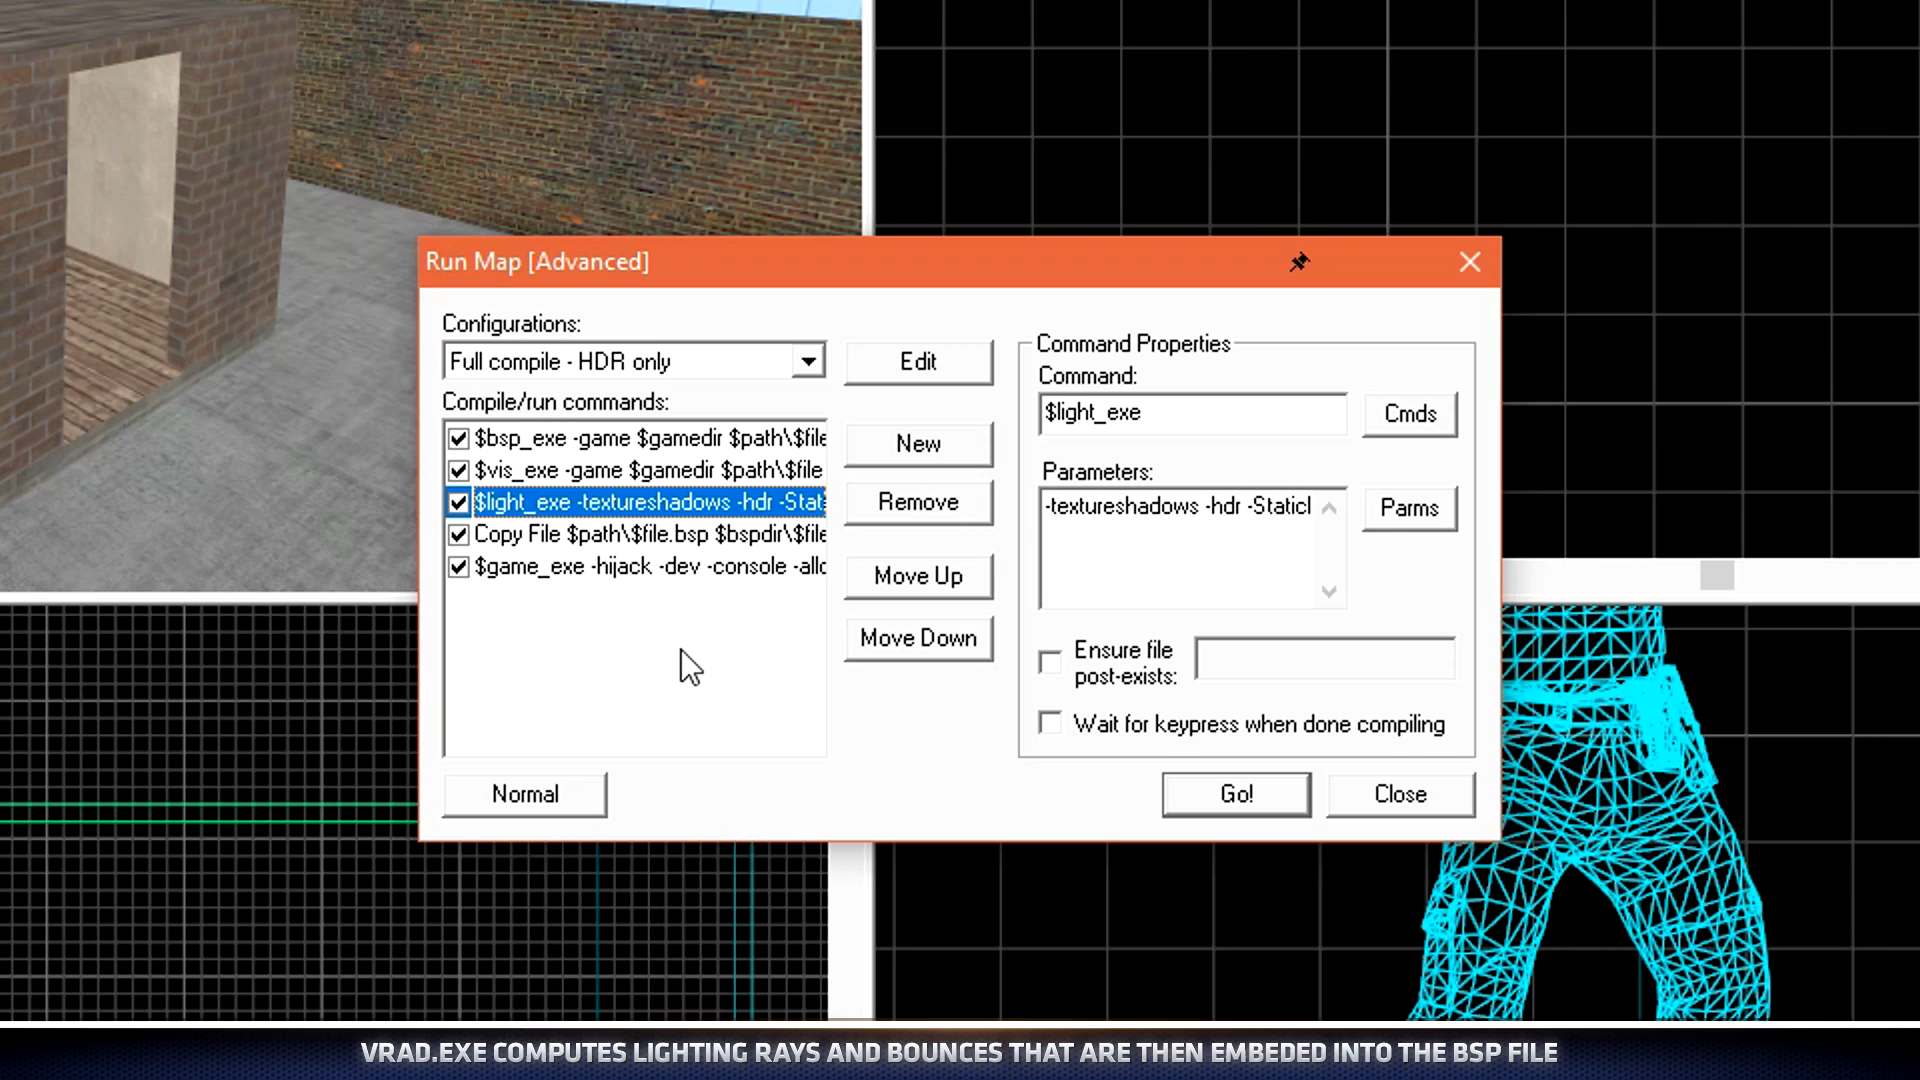 Run Map [Advanced]
Configurations:
Full compile - HDR only
Edit
Compile/run commands:
$bsp_exe -game $gamedir $path\$file
$vis_exe -game $gamedir $path\$file
$light_exe -textureshadows -hdr -Stat
Copy File $path\$file.bsp $bspdir\$file
$game_exe -hijack -dev -console -allo
New
Remove
Move Up
Move Down
Normal
Command Properties
Command:
$light_exe
Cmds
Parameters:
-textureshadows -hdr -Staticl
Parms
Ensure file
post-exists:
Wait for keypress when done compiling
Go!
Close
VRAD.EXE COMPUTES LIGHTING RAYS AND BOUNCES THAT ARE THEN EMBEDED INTO THE BSP FILE